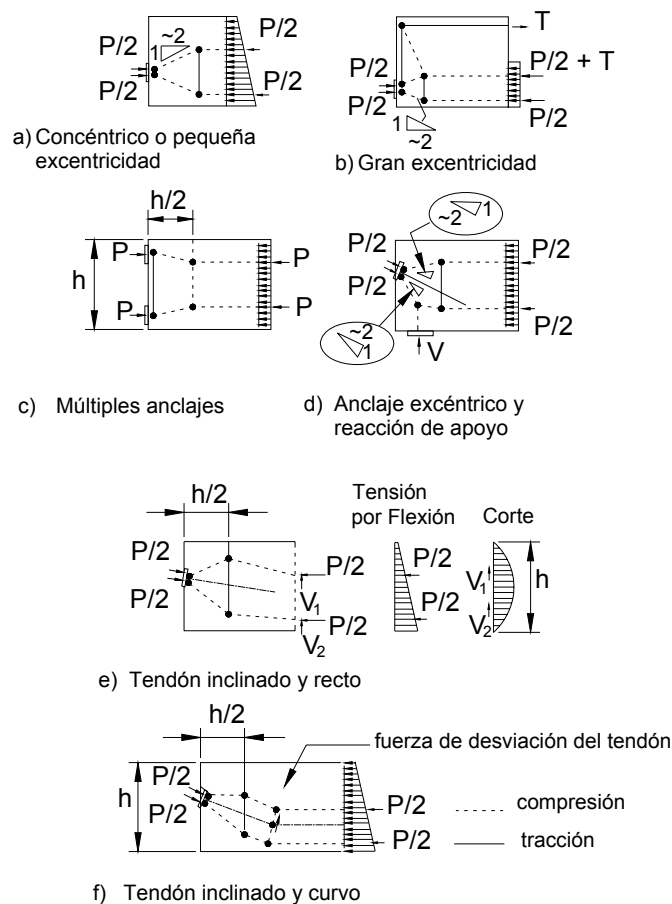 P/2
P/2
1
~2
P/2
P/2
a) Concéntrico o pequeña
excentricidad
T
P/2
P/2
P/2 + T
P/2
1
~2
b) Gran excentricidad
h/2
h
P
P
P
P
c) Múltiples anclajes
~2
1
P/2
P/2
P/2
P/2
~2
1
V
d) Anclaje excéntrico y
reacción de apoyo
h/2
P/2
P/2
P/2
V1
P/2
V2
Tensión
por Flexión
P/2
P/2
Corte
V1
V2
h
e) Tendón inclinado y recto
h/2
h
P/2
P/2
fuerza de desviación del tendón
P/2
P/2
compresión
tracción
f) Tendón inclinado y curvo